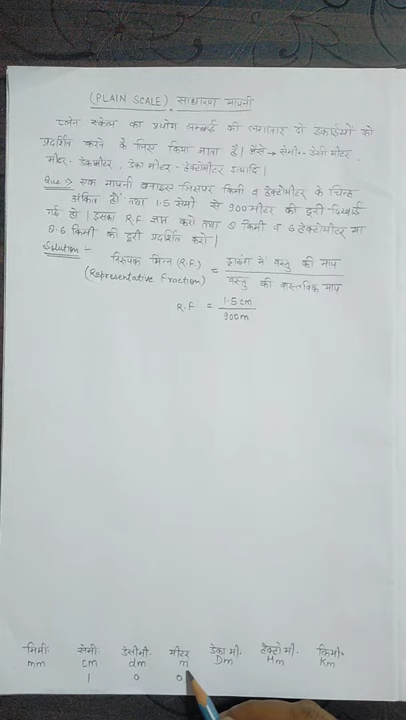 (PLAIN SCALE) साधारण मापनी
प्लेन स्केल का प्रयोग लम्बाई की लगातार दो इकाईयों को
प्रदर्शित करने के लिए किया जाता है। जैसे → सेमी.- डेसी मीटर,
मीटर- डेकामीटर, डेका मीटर- हेक्टोमीटर इत्यादि।
Que:→ एक मापनी बनाइए जिसपर किमी व हेक्टोमीटर के चिन्ह
अंकित हों तथा 1.5 सेमी से 900 मीटर की दूरी दिखाई
गई हो। इसका R.F ज्ञात करो तथा 8 किमी व 6 हेक्टोमीटर या
8.6 किमी की दूरी प्रदर्शित करो।
Solution -
निरूपक भिन्न (R.F.) = ड्राइंग में वस्तु की माप
(Representative fraction) वस्तु की वास्तविक माप
R.F = 1.5 cm
900m
मिमी. सेमी. डेसीमी. मीटर डेका मी. हेक्टो मी. किमी.
mm cm dm m Dm Hm Km
1 0 0